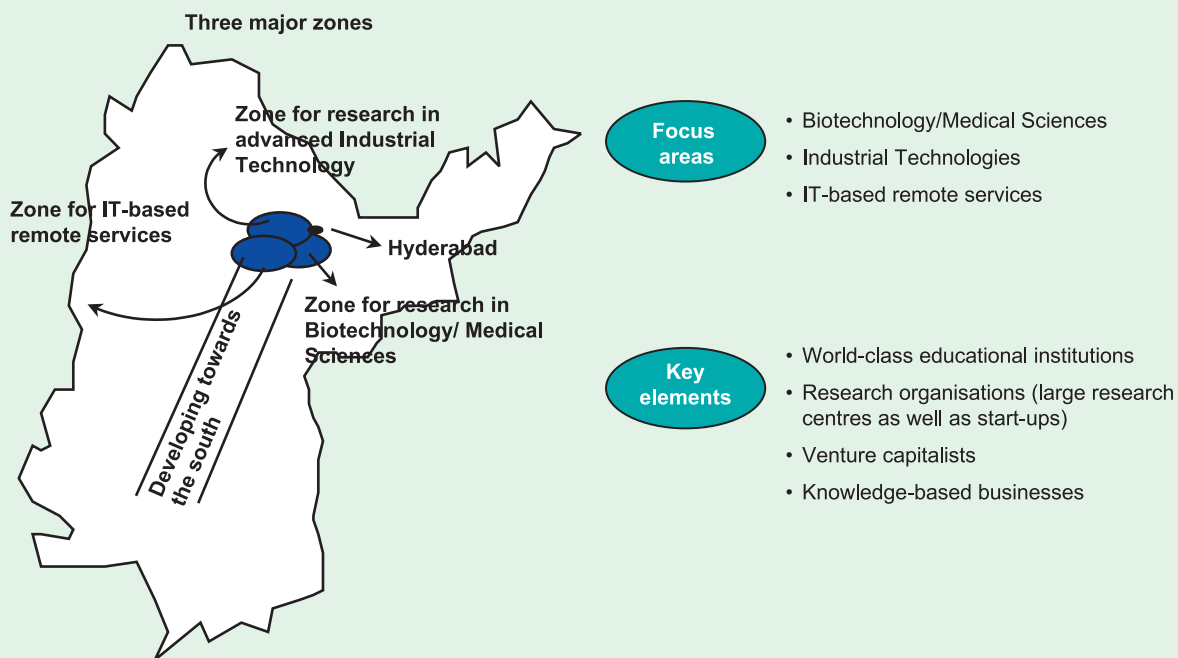 Three major zones
Zone for research in
advanced Industrial
Technology
Zone for IT-based
remote services
Hyderabad
Zone for research in
Biotechnology/ Medical
Sciences
Developing towards
the south
Focus
areas
• Biotechnology/Medical Sciences
• Industrial Technologies
• IT-based remote services
Key
elements
• World-class educational institutions
• Research organisations (large research
centres as well as start-ups)
• Venture capitalists
• Knowledge-based businesses